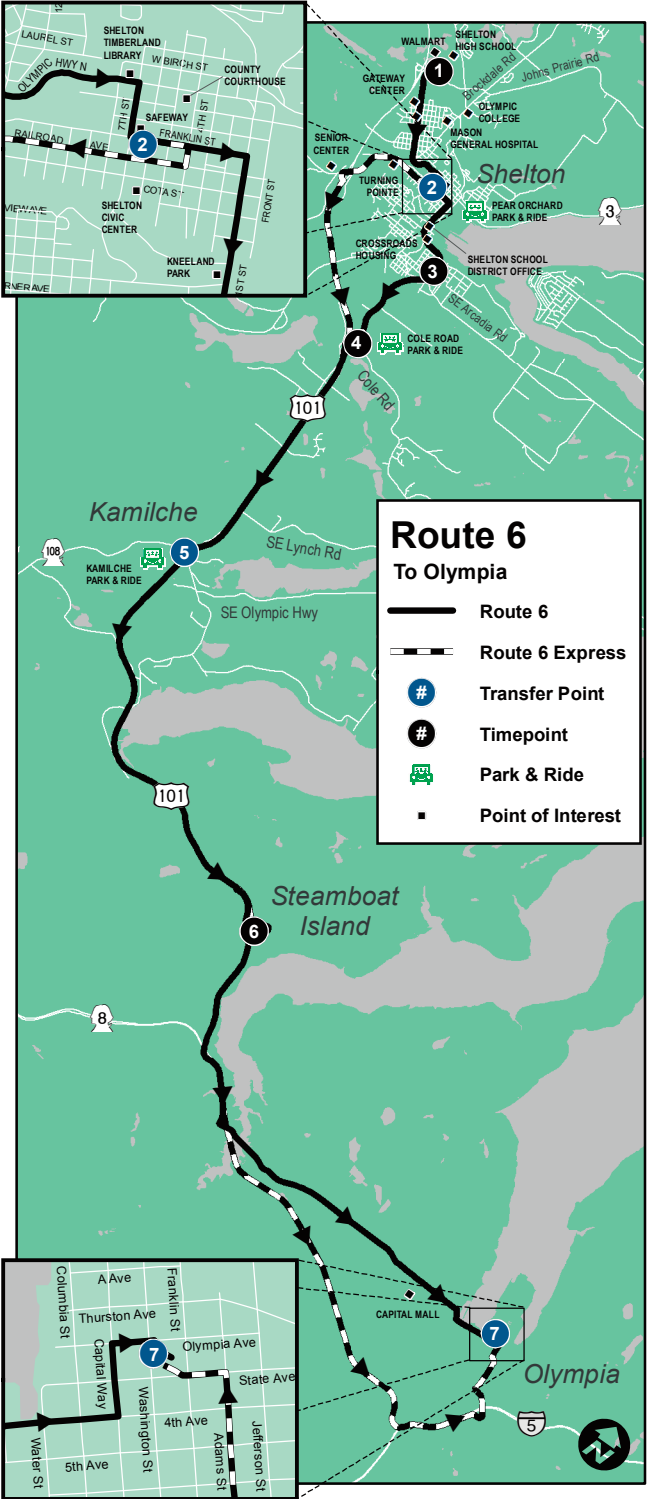 12
LAUREL ST
OLYMPIC HWY N
SHELTON
TIMBERLAND
LIBRARY
W BIRCH ST
COUNTY
COURTHOUSE
7TH ST
SAFEWAY
4TH ST
FRANKLIN ST
2
RAILROAD AVE
COTA ST
SHELTON
CIVIC
CENTER
VIEW AVE
FRONT ST
KNEELAND
PARK
1ST ST
RNER AVE
WALMART
SHELTON
HIGH SCHOOL
1
Brockdale Rd
Johns Prairie Rd
GATEWAY
CENTER
OLYMPIC
COLLEGE
MASON
GENERAL HOSPITAL
SENIOR
CENTER
TURNING
POINTE
2
Shelton
PEAR ORCHARD
PARK & RIDE
3
CROSSROADS
HOUSING
SHELTON SCHOOL
DISTRICT OFFICE
3
SE Arcadia Rd
4
COLE ROAD
PARK & RIDE
Cole Rd
101
Kamilche
108
KAMILCHE
PARK & RIDE
5
SE Lynch Rd
SE Olympic Hwy
Route 6
To Olympia
Route 6
Route 6 Express
# Transfer Point
# Timepoint
Park & Ride
Point of Interest
101
Steamboat
Island
6
8
CAPITAL MALL
7
Olympia
5
N
Columbia St
A Ave
Franklin St
Thurston Ave
Capital Way
7
Olympia Ave
State Ave
Washington St
4th Ave
Water St
5th Ave
Adams St
Jefferson St